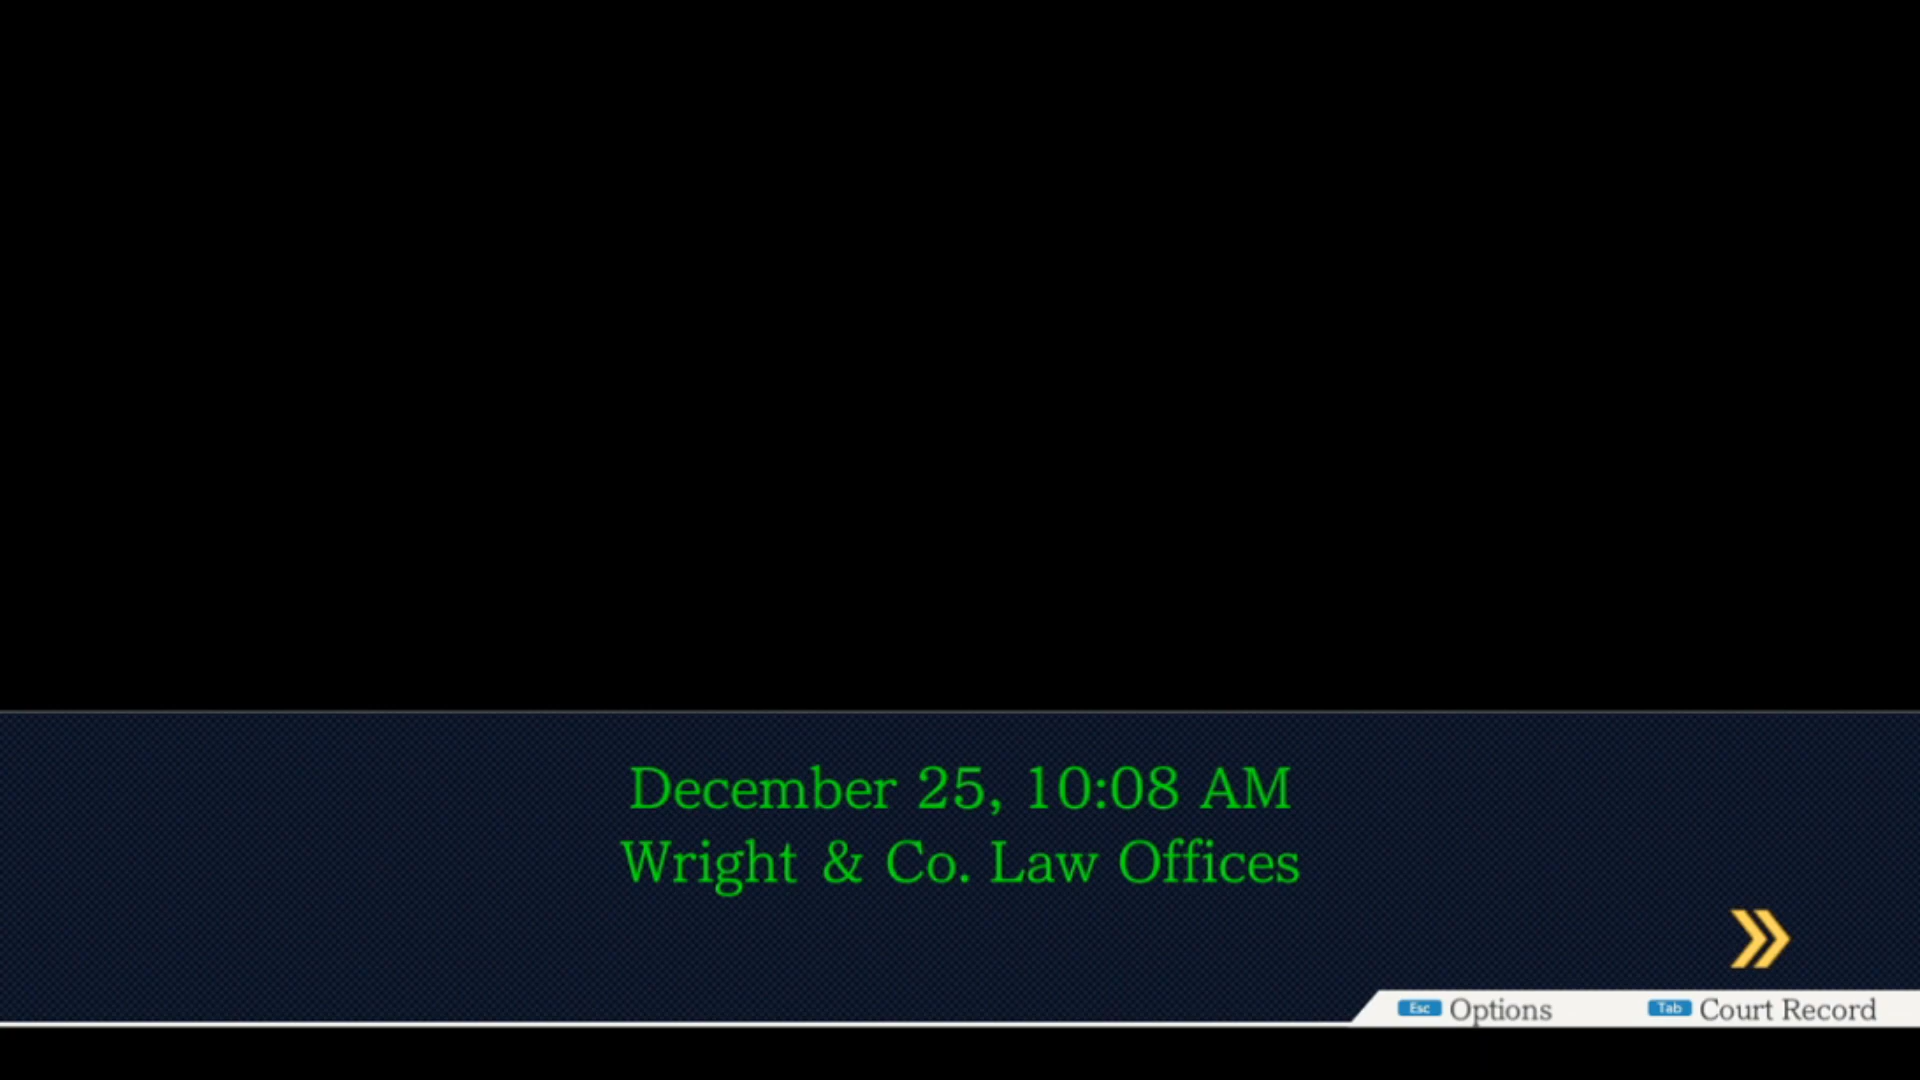 December 25, 10:08 AM
Wright & Co. Law Offices
Esc Options Tab Court Record